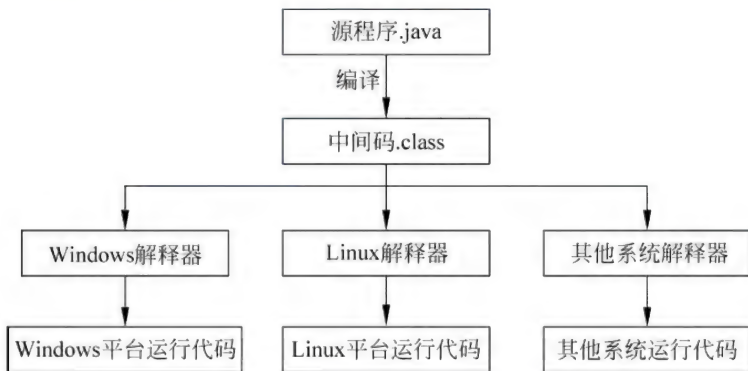 源程序.java
编译
中间码.class
Windows解释器
Linux解释器
其他系统解释器
Windows平台运行代码
Linux平台运行代码
其他系统运行代码